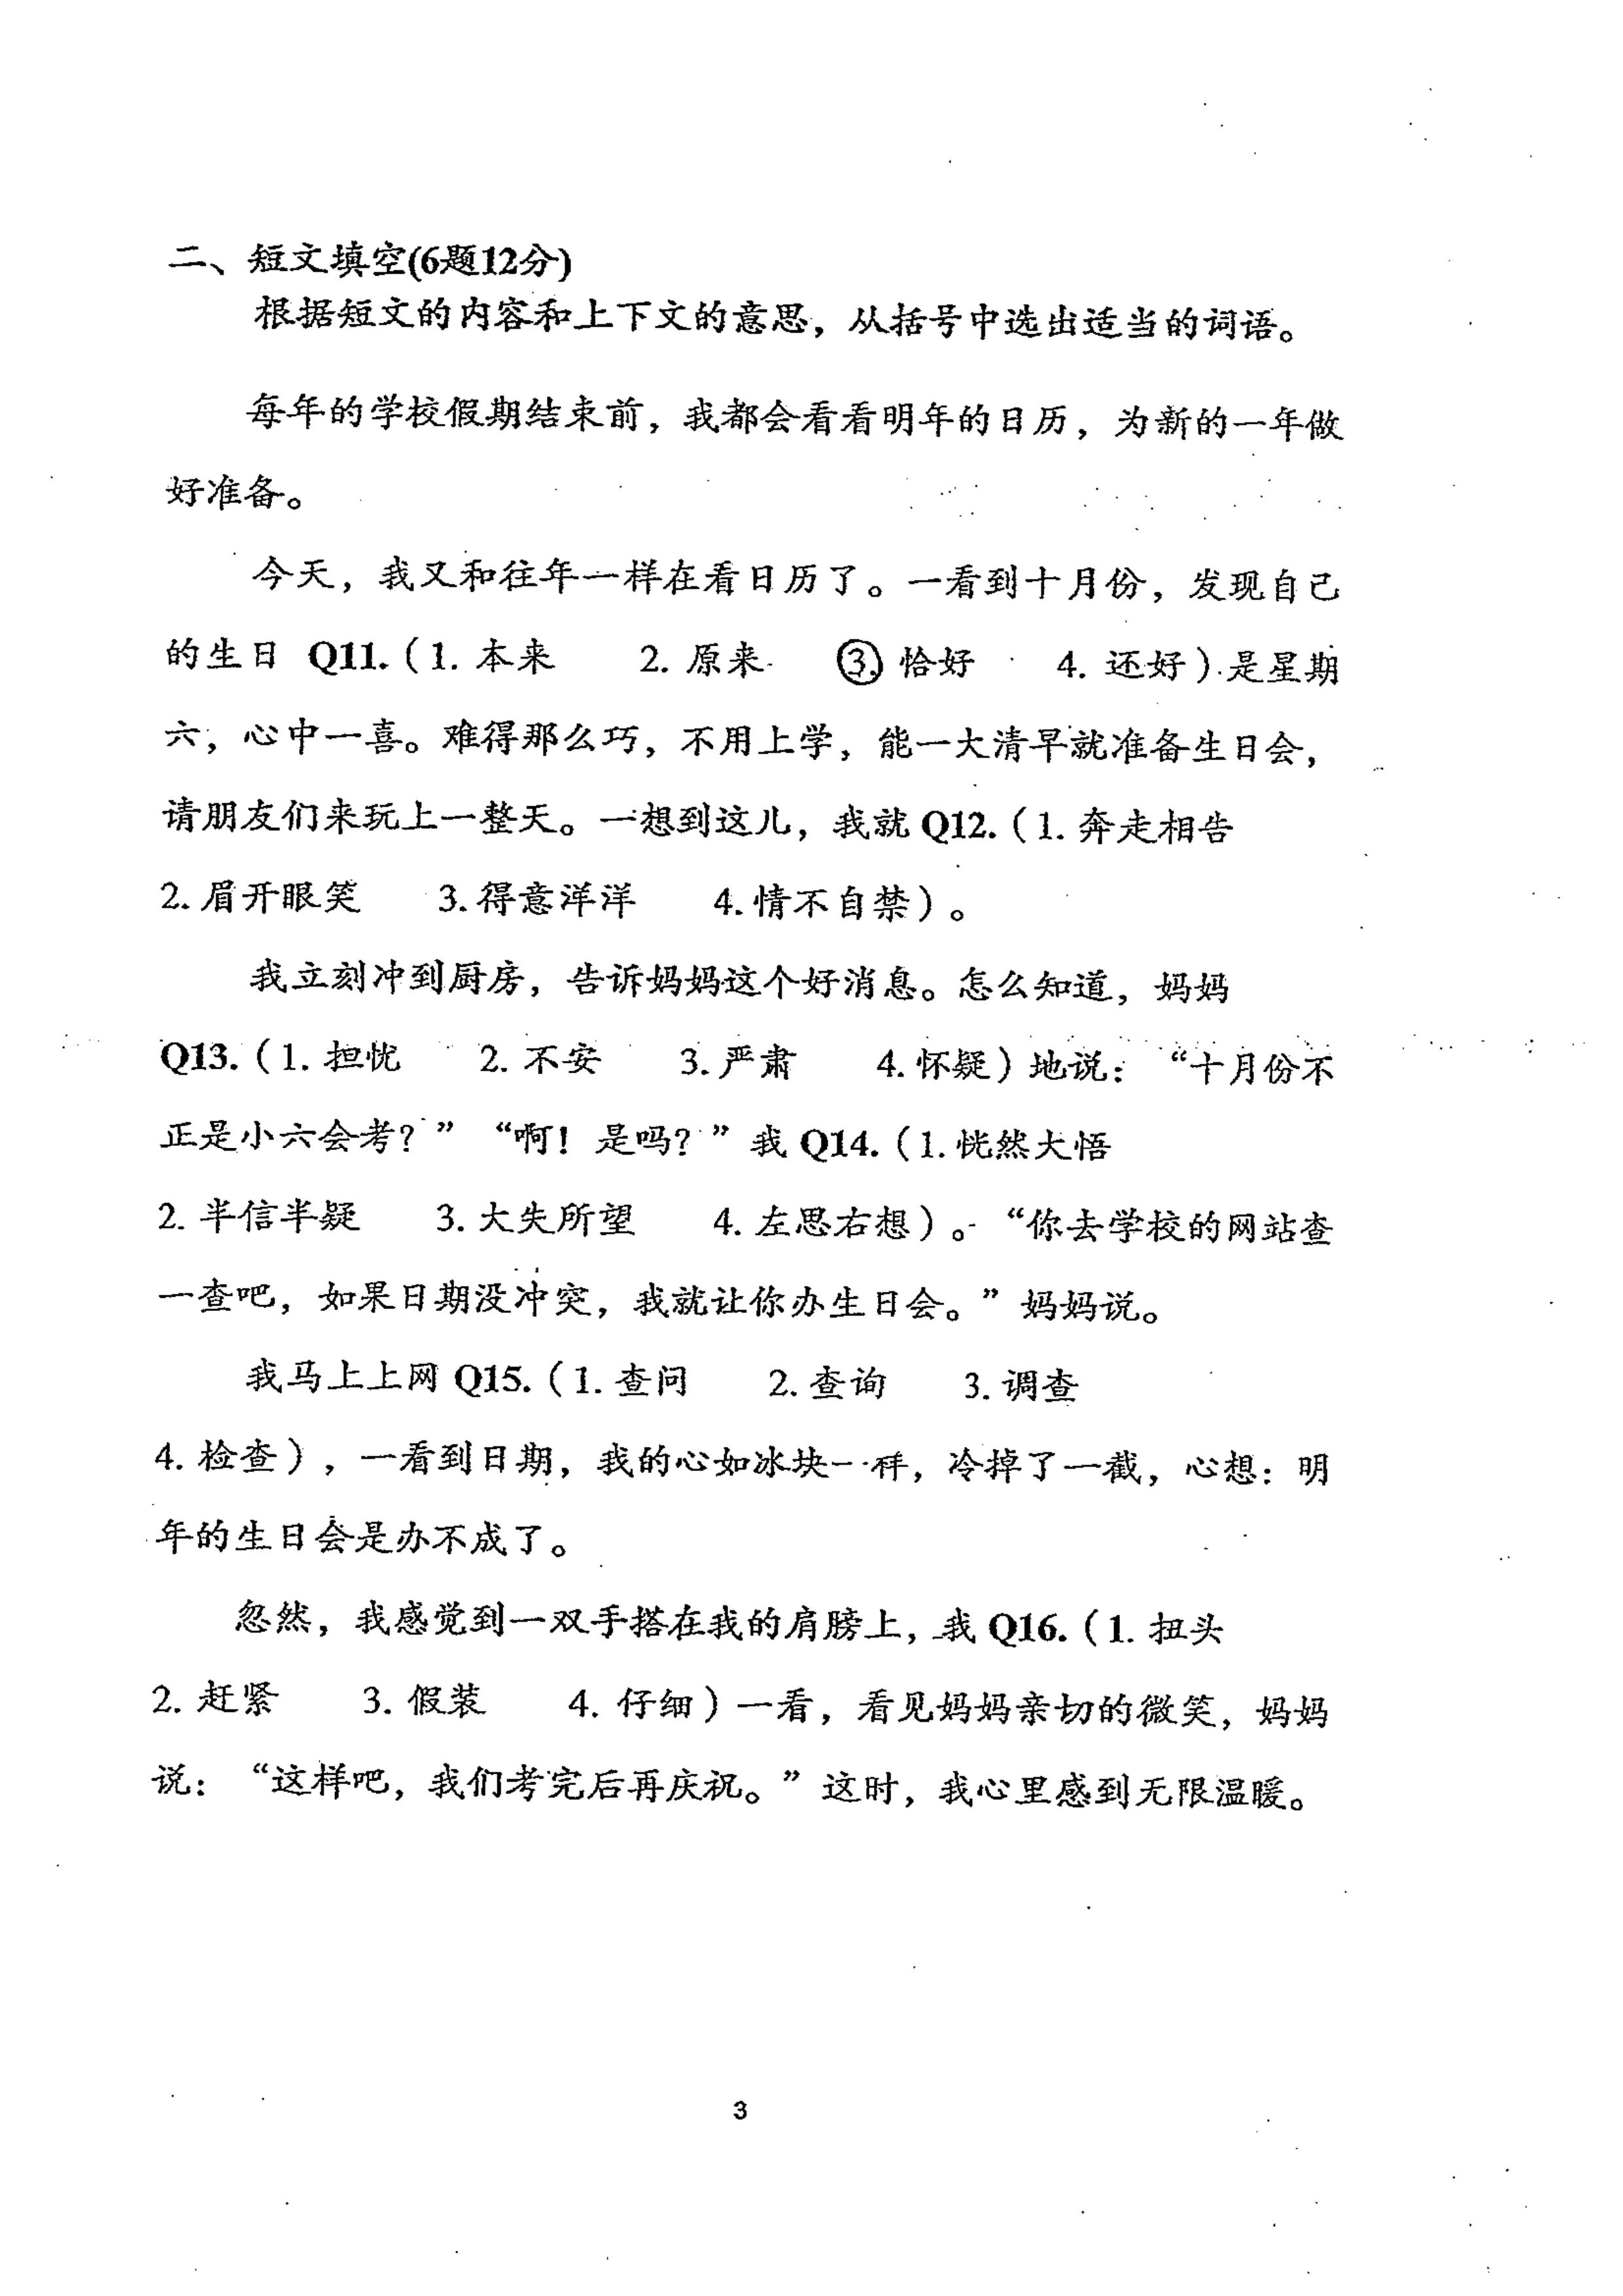 二、短文填空(6题12分)
根据短文的内容和上下文的意思，从括号中选出适当的词语。
每年的学校假期结束前，我都会看看明年的日历，为新的一年做
好准备。
今天，我又和往年一样在看日历了。一看到十月份，发现自己
的生日 Q11.（1. 本来 2. 原来 3. 恰好 4. 还好）是星期
六，心中一喜。难得那么巧，不用上学，能一大清早就准备生日会，
请朋友们来玩上一整天。一想到这儿，我就 Q12.（1. 奔走相告
2. 眉开眼笑 3. 得意洋洋 4. 情不自禁）。
我立刻冲到厨房，告诉妈妈这个好消息。怎么知道，妈妈
Q13.（1. 担忧 2. 不安 3. 严肃 4. 怀疑）地说：“十月份不
正是小六会考？”“啊！是吗？”我 Q14.（1. 恍然大悟
2. 半信半疑 3. 大失所望 4. 左思右想）。“你去学校的网站查
一查吧，如果日期没冲突，我就让你办生日会。”妈妈说。
我马上上网 Q15.（1. 查问 2. 查询 3. 调查
4. 检查），一看到日期，我的心如冰块一样，冷掉了一截，心想：明
年的生日会是办不成了。
忽然，我感觉到一双手搭在我的肩膀上，我 Q16.（1. 扭头
2. 赶紧 3. 假装 4. 仔细）一看，看见妈妈亲切的微笑，妈妈
说：“这样吧，我们考完后再庆祝。”这时，我心里感到无限温暖。
3